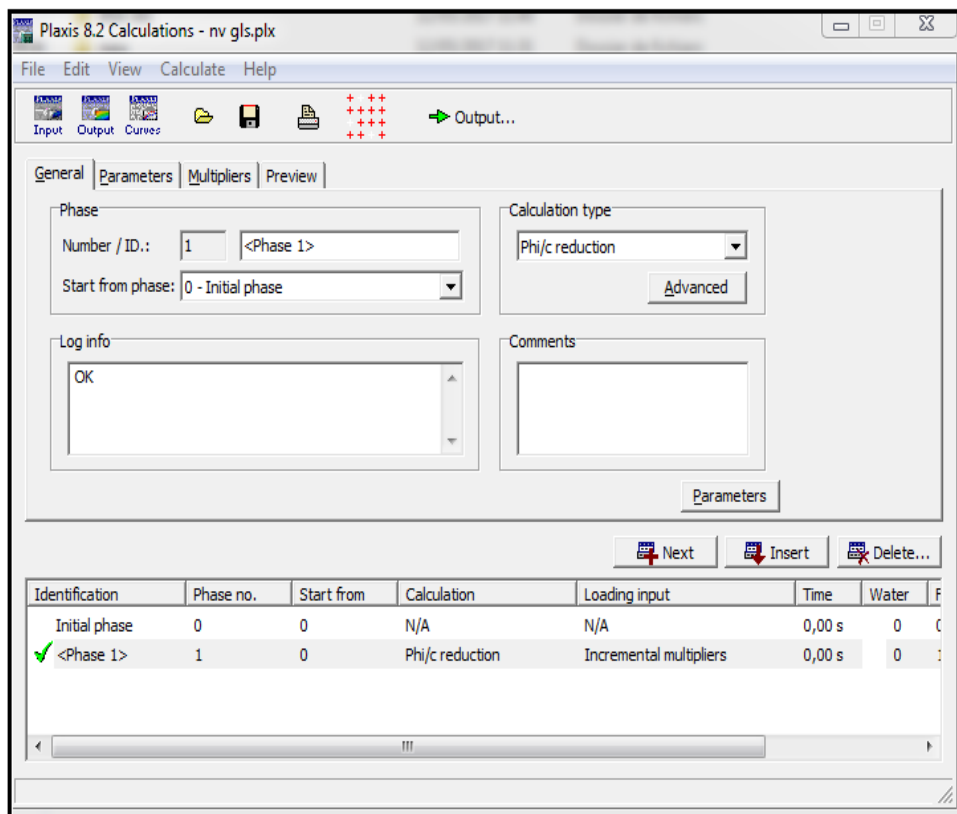 Plaxis 8.2 Calculations - nv gls.plx
File Edit View Calculate Help
Input Output Curves Output...
General Parameters Multipliers Preview
Phase
Number / ID.: 1 <Phase 1>
Start from phase: 0 - Initial phase
Calculation type
Phi/c reduction
Advanced
Log info
OK
Comments
Parameters
Next Insert Delete...
Identification Phase no. Start from Calculation Loading input Time Water F
Initial phase 0 0 N/A N/A 0,00 s 0
<Phase 1> 1 0 Phi/c reduction Incremental multipliers 0,00 s 0